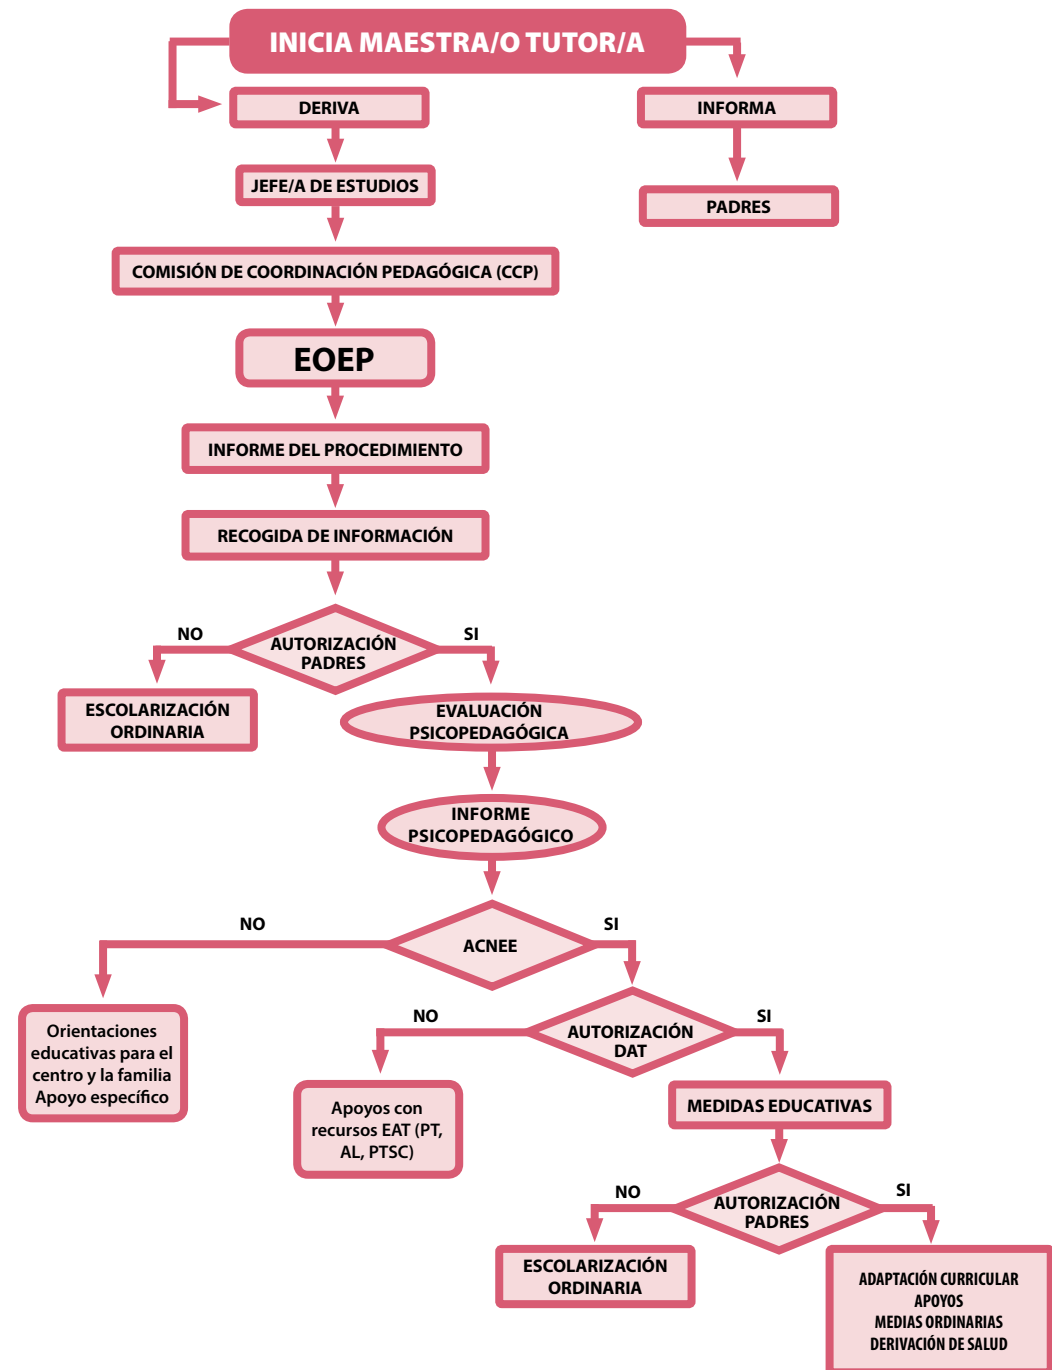 INICIA MAESTRA/O TUTOR/A
DERIVA
INFORMA
JEFE/A DE ESTUDIOS
PADRES
COMISIÓN DE COORDINACIÓN PEDAGÓGICA (CCP)
EOEP
INFORME DEL PROCEDIMIENTO
RECOGIDA DE INFORMACIÓN
NO
AUTORIZACIÓN
PADRES
SI
ESCOLARIZACIÓN
ORDINARIA
EVALUACIÓN
PSICOPEDAGÓGICA
INFORME
PSICOPEDAGÓGICO
NO
ACNEE
SI
Orientaciones
educativas para el
centro y la familia
Apoyo específico
NO
AUTORIZACIÓN
DAT
SI
Apoyos con
recursos EAT (PT,
AL, PTSC)
MEDIDAS EDUCATIVAS
NO
AUTORIZACIÓN
PADRES
SI
ESCOLARIZACIÓN
ORDINARIA
ADAPTACIÓN CURRICULAR
APOYOS
MEDIAS ORDINARIAS
DERIVACIÓN DE SALUD